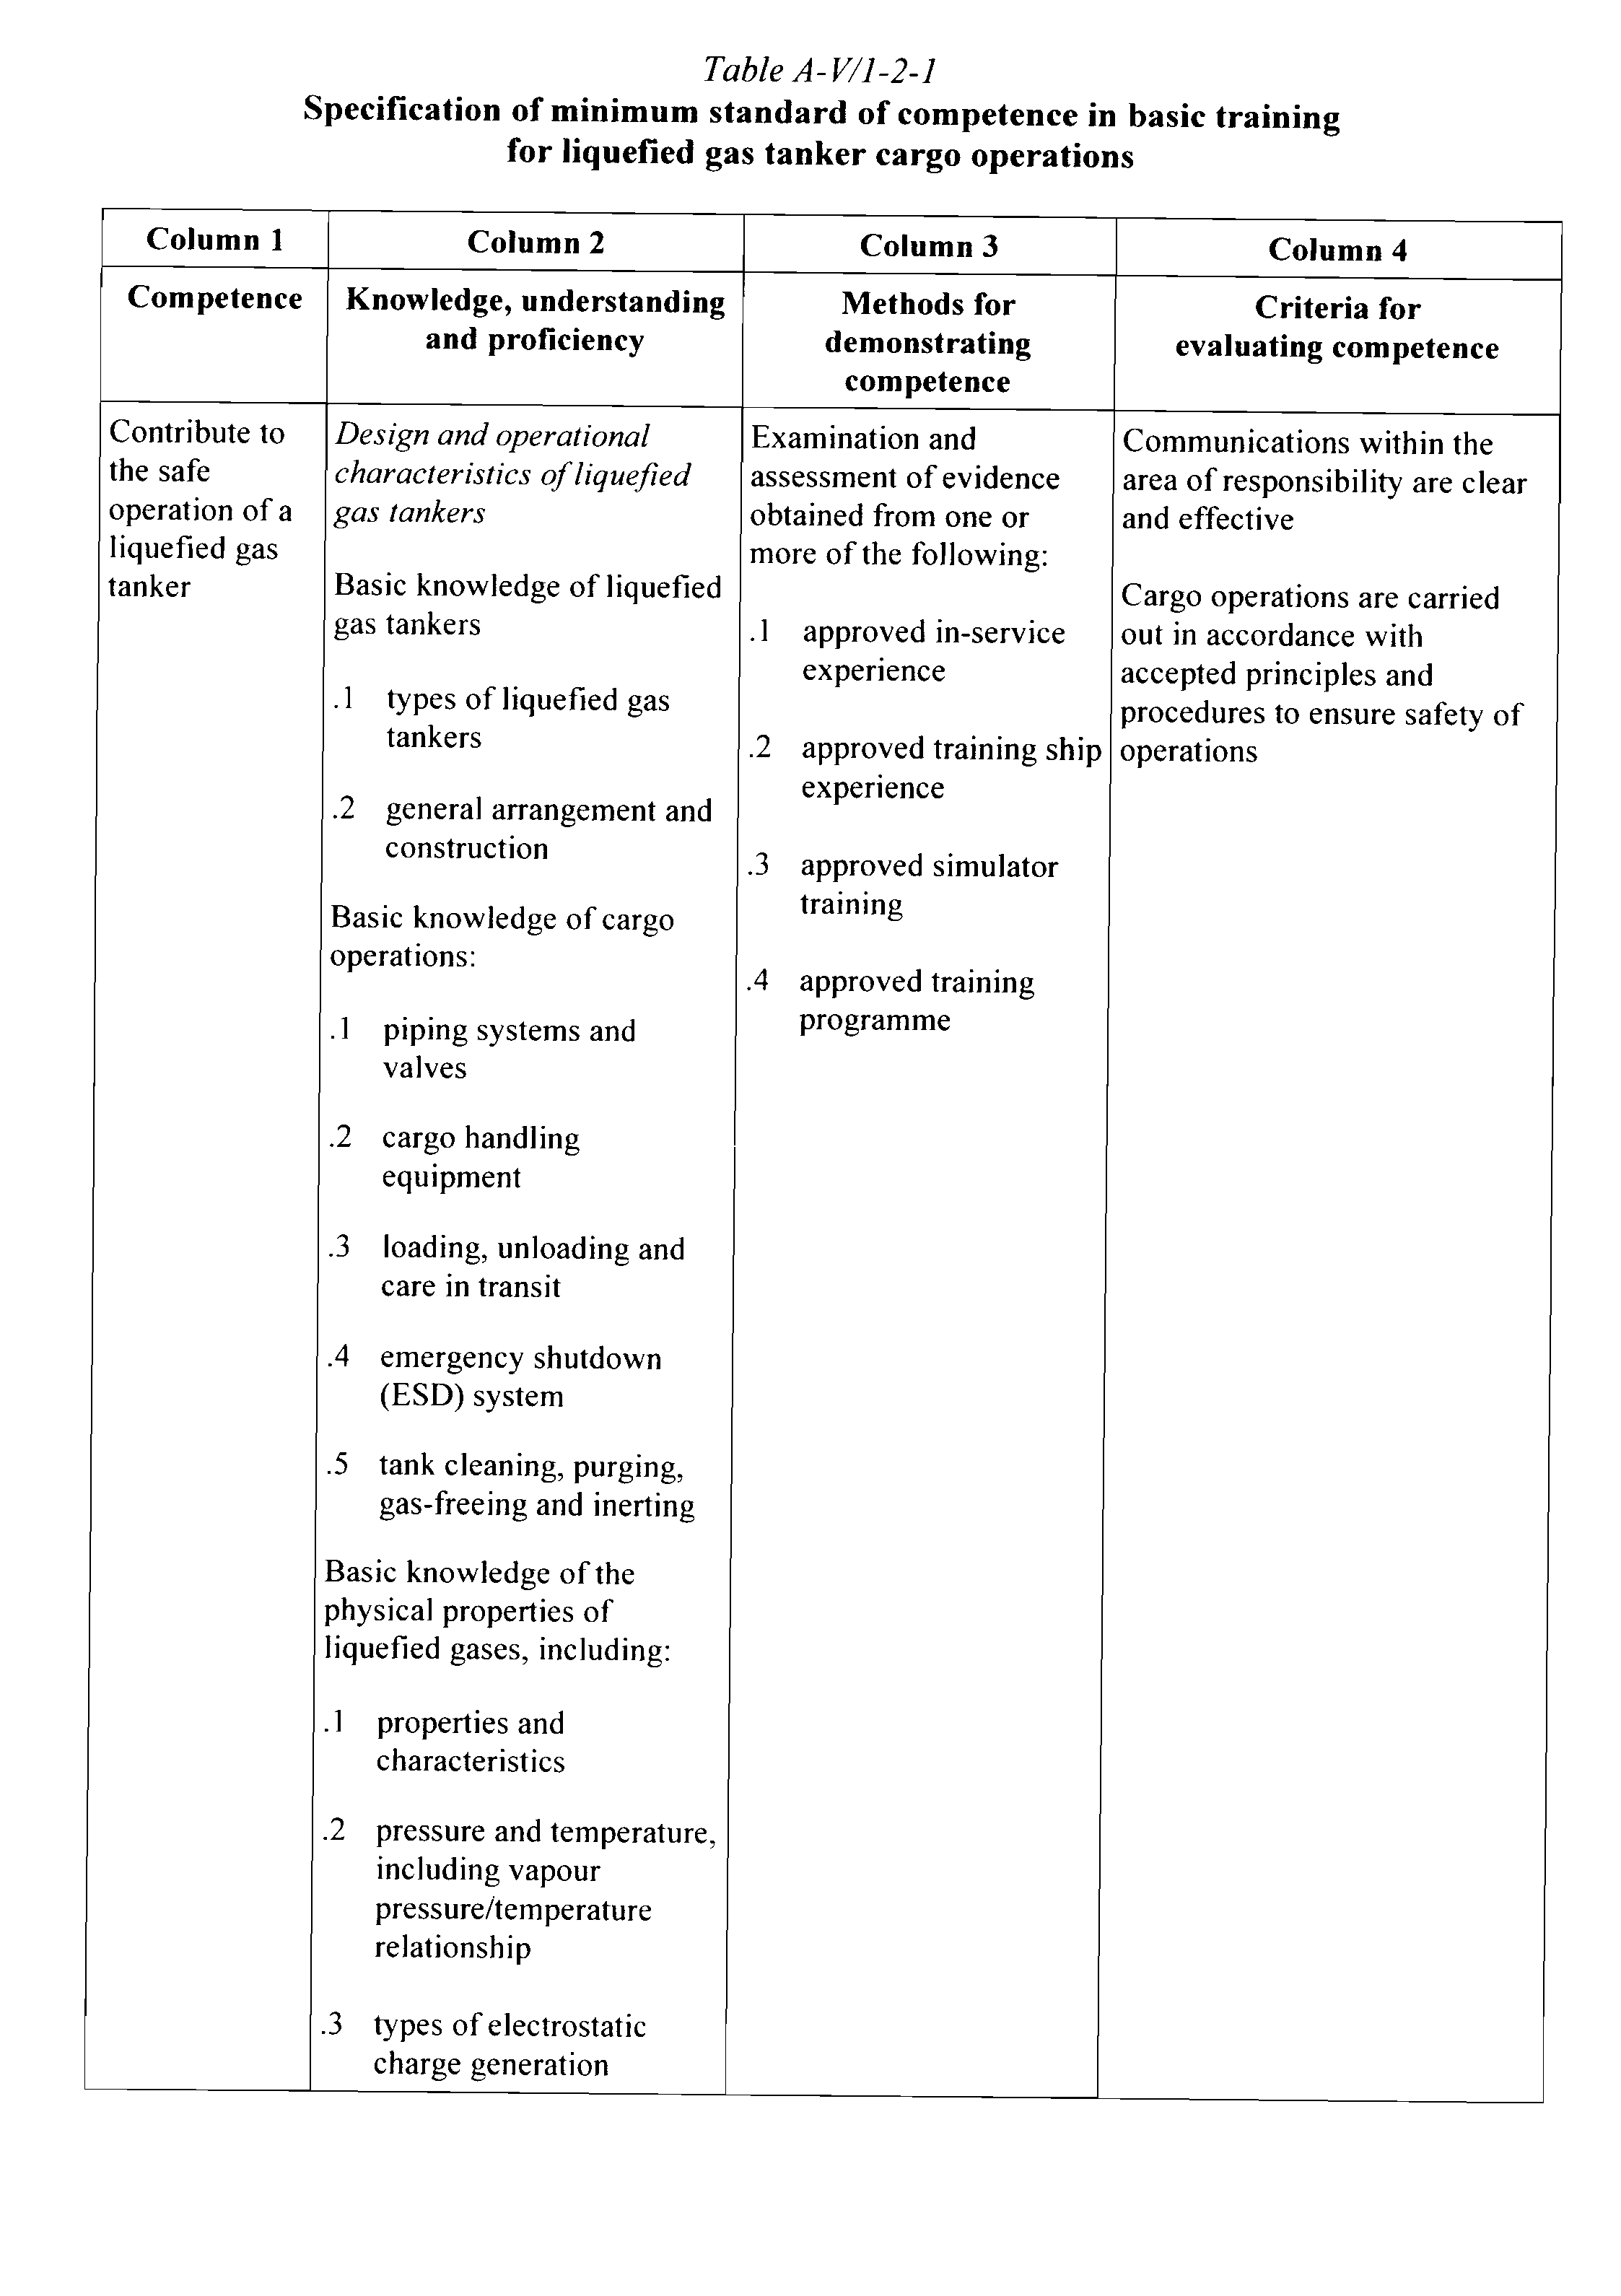 Table A-V/1-2-1
Specification of minimum standard of competence in basic training
for liquefied gas tanker cargo operations
Column 1
Column 2
Column 3
Column 4
Competence
Knowledge, understanding
and proficiency
Methods for
demonstrating
competence
Criteria for
evaluating competence
Contribute to
the safe
operation of a
liquefied gas
tanker
Design and operational
characteristics of liquefied
gas tankers
Basic knowledge of liquefied
gas tankers
.1 types of liquefied gas
tankers
.2 general arrangement and
construction
Basic knowledge of cargo
operations:
.1 piping systems and
valves
.2 cargo handling
equipment
.3 loading, unloading and
care in transit
.4 emergency shutdown
(ESD) system
.5 tank cleaning, purging,
gas-freeing and inerting
Basic knowledge of the
physical properties of
liquefied gases, including:
.1 properties and
characteristics
.2 pressure and temperature,
including vapour
pressure/temperature
relationship
.3 types of electrostatic
charge generation
Examination and
assessment of evidence
obtained from one or
more of the following:
.1 approved in-service
experience
.2 approved training ship
experience
.3 approved simulator
training
.4 approved training
programme
Communications within the
area of responsibility are clear
and effective
Cargo operations are carried
out in accordance with
accepted principles and
procedures to ensure safety of
operations